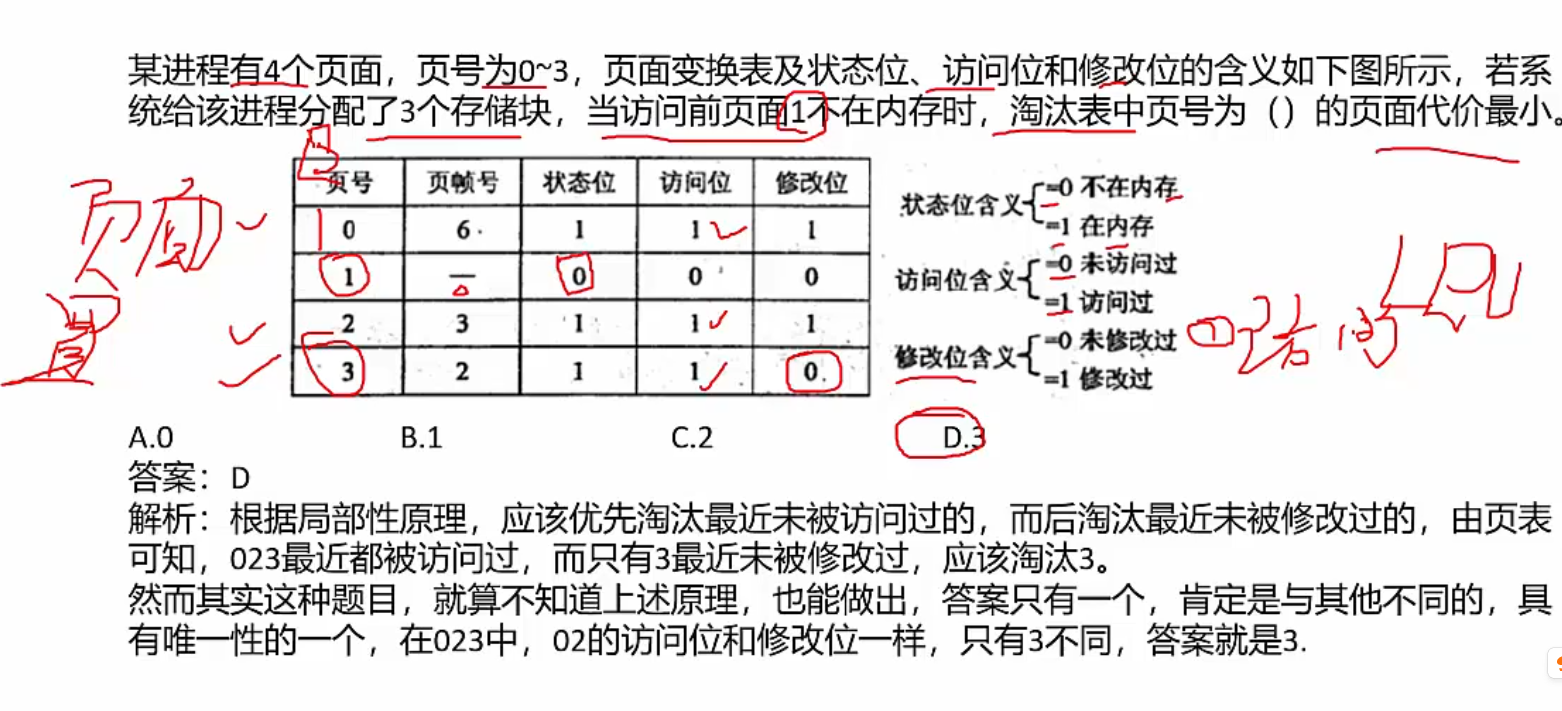 某进程有4个页面，页号为0~3，页面变换表及状态位、访问位和修改位的含义如下图所示，若系
统给该进程分配了3个存储块，当访问前页面1不在内存时，淘汰表中页号为（）的页面代价最小。
页号 页帧号 状态位 访问位 修改位
0 6 1 1 1
1 — 0 0 0
2 3 1 1 1
3 2 1 1 0
状态位含义 =0 不在内存
=1 在内存
访问位含义 =0 未访问过
=1 访问过
修改位含义 =0 未修改过
=1 修改过
页面
A.0 B.1 C.2 D.3
答案：D
解析：根据局部性原理，应该优先淘汰最近未被访问过的，而后淘汰最近未被修改过的，由页表
可知，023最近都被访问过，而只有3最近未被修改过，应该淘汰3。
然而其实这种题目，就算不知道上述原理，也能做出，答案只有一个，肯定是与其他不同的，具
有唯一性的一个，在023中，02的访问位和修改位一样，只有3不同，答案就是3.